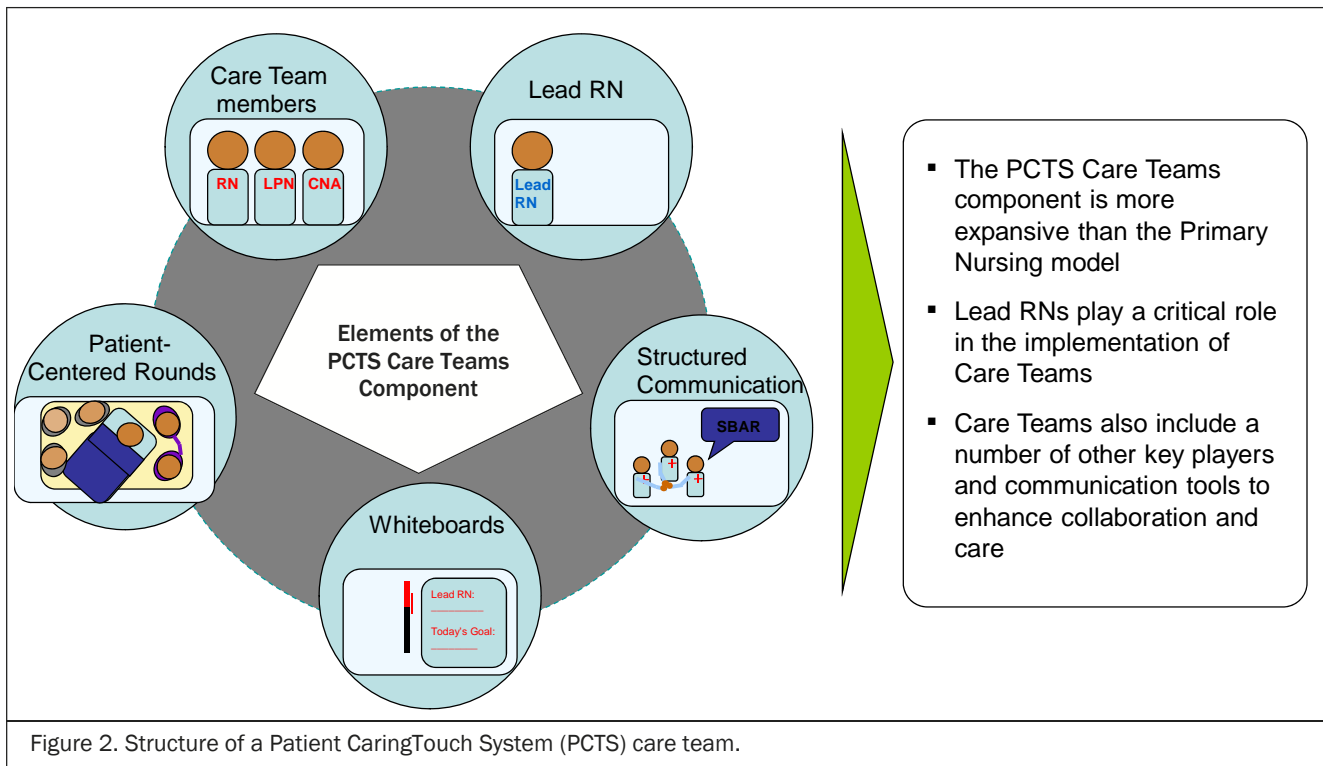 Care Team
members
RN LPN CNA
Lead RN
Lead
RN
Patient-
Centered Rounds
Elements of the
PCTS Care Teams
Component
Structured
Communication
SBAR
Whiteboards
Lead RN:
Today's Goal:
▪ The PCTS Care Teams
component is more
expansive than the Primary
Nursing model
▪ Lead RNs play a critical role
in the implementation of
Care Teams
▪ Care Teams also include a
number of other key players
and communication tools to
enhance collaboration and
care
Figure 2. Structure of a Patient CaringTouch System (PCTS) care team.